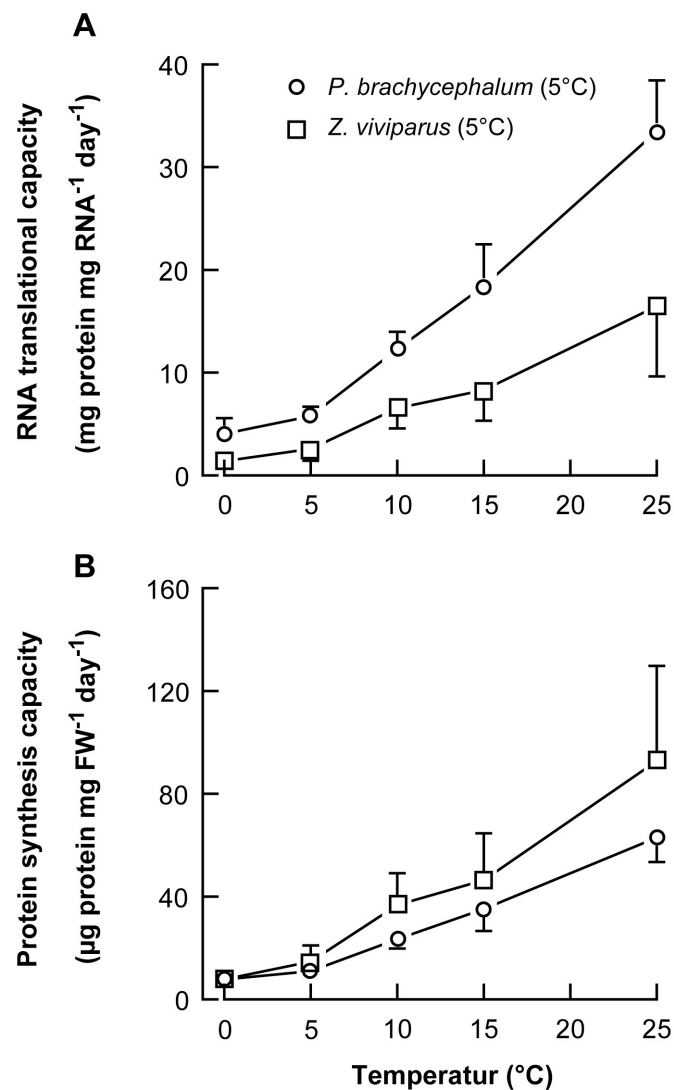 A
RNA translational capacity
(mg protein mg RNA⁻¹ day⁻¹)
40
30
20
10
0
P. brachycephalum (5°C)
Z. viviparus (5°C)
0 5 10 15 20 25
B
Protein synthesis capacity
(µg protein mg FW⁻¹ day⁻¹)
160
120
80
40
0
0 5 10 15 20 25
Temperatur (°C)